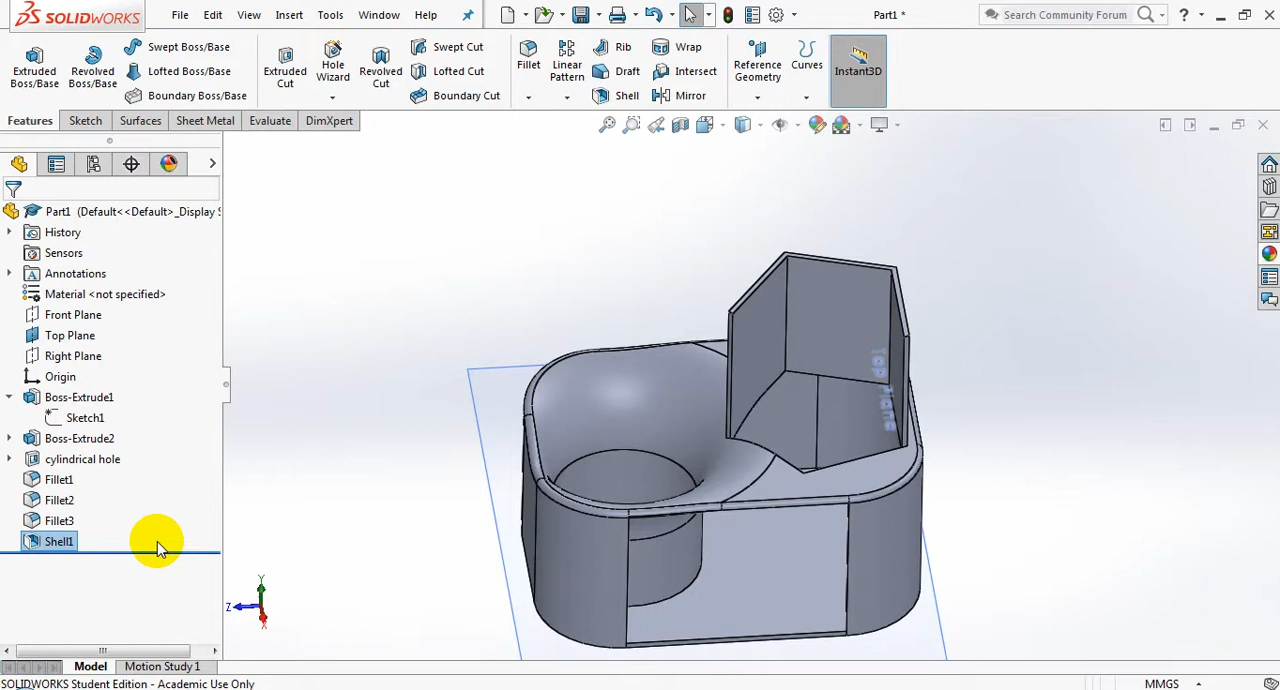 SOLIDWORKS File Edit View Insert Tools Window Help Part1 * Search Community Forum ?
Extruded Boss/Base Revolved Boss/Base Swept Boss/Base Lofted Boss/Base Boundary Boss/Base Extruded Cut Hole Wizard Revolved Cut Swept Cut Lofted Cut Boundary Cut Fillet Linear Pattern Rib Draft Shell Wrap Intersect Mirror Reference Geometry Curves Instant3D
Features Sketch Surfaces Sheet Metal Evaluate DimXpert
Part1 (Default<<Default>_Display S
History
Sensors
Annotations
Material <not specified>
Front Plane
Top Plane
Right Plane
Origin
Boss-Extrude1
Sketch1
Boss-Extrude2
cylindrical hole
Fillet1
Fillet2
Fillet3
Shell1
Top Plane
Y
Z
X
Model Motion Study 1
SOLIDWORKS Student Edition - Academic Use Only MMGS